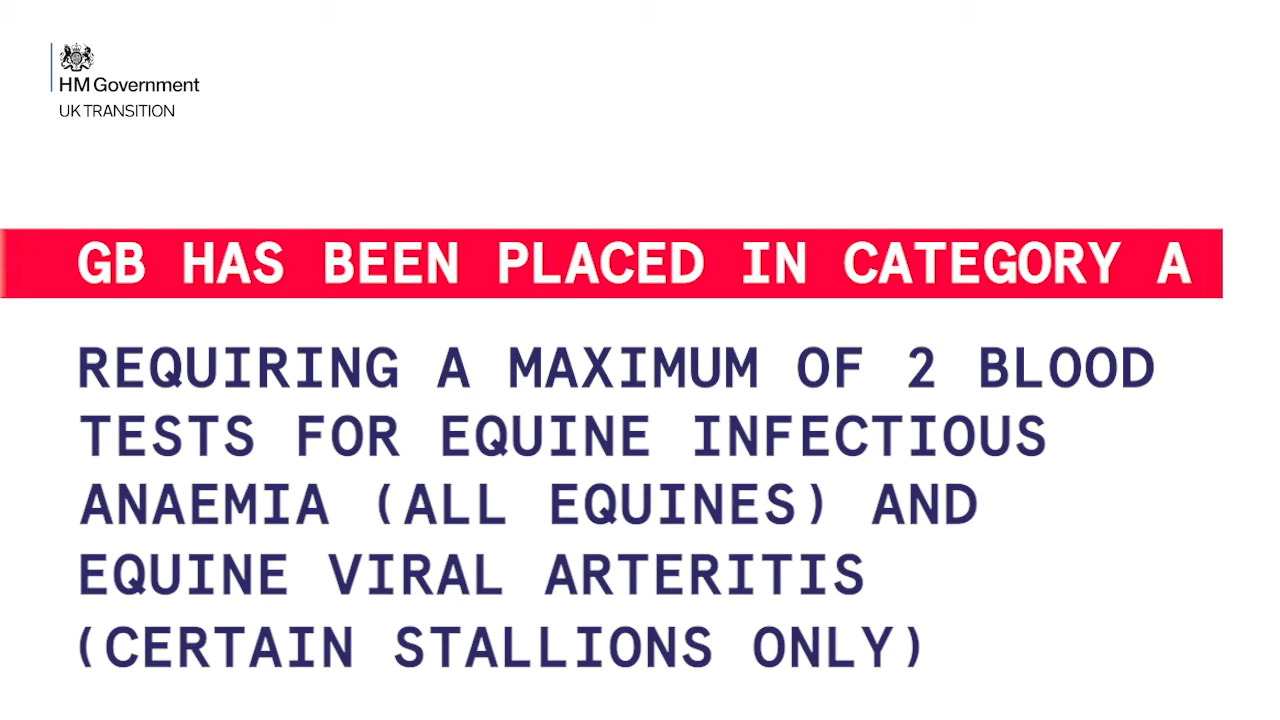 HM Government
UK TRANSITION
GB HAS BEEN PLACED IN CATEGORY A
REQUIRING A MAXIMUM OF 2 BLOOD
TESTS FOR EQUINE INFECTIOUS
ANAEMIA (ALL EQUINES) AND
EQUINE VIRAL ARTERITIS
(CERTAIN STALLIONS ONLY)